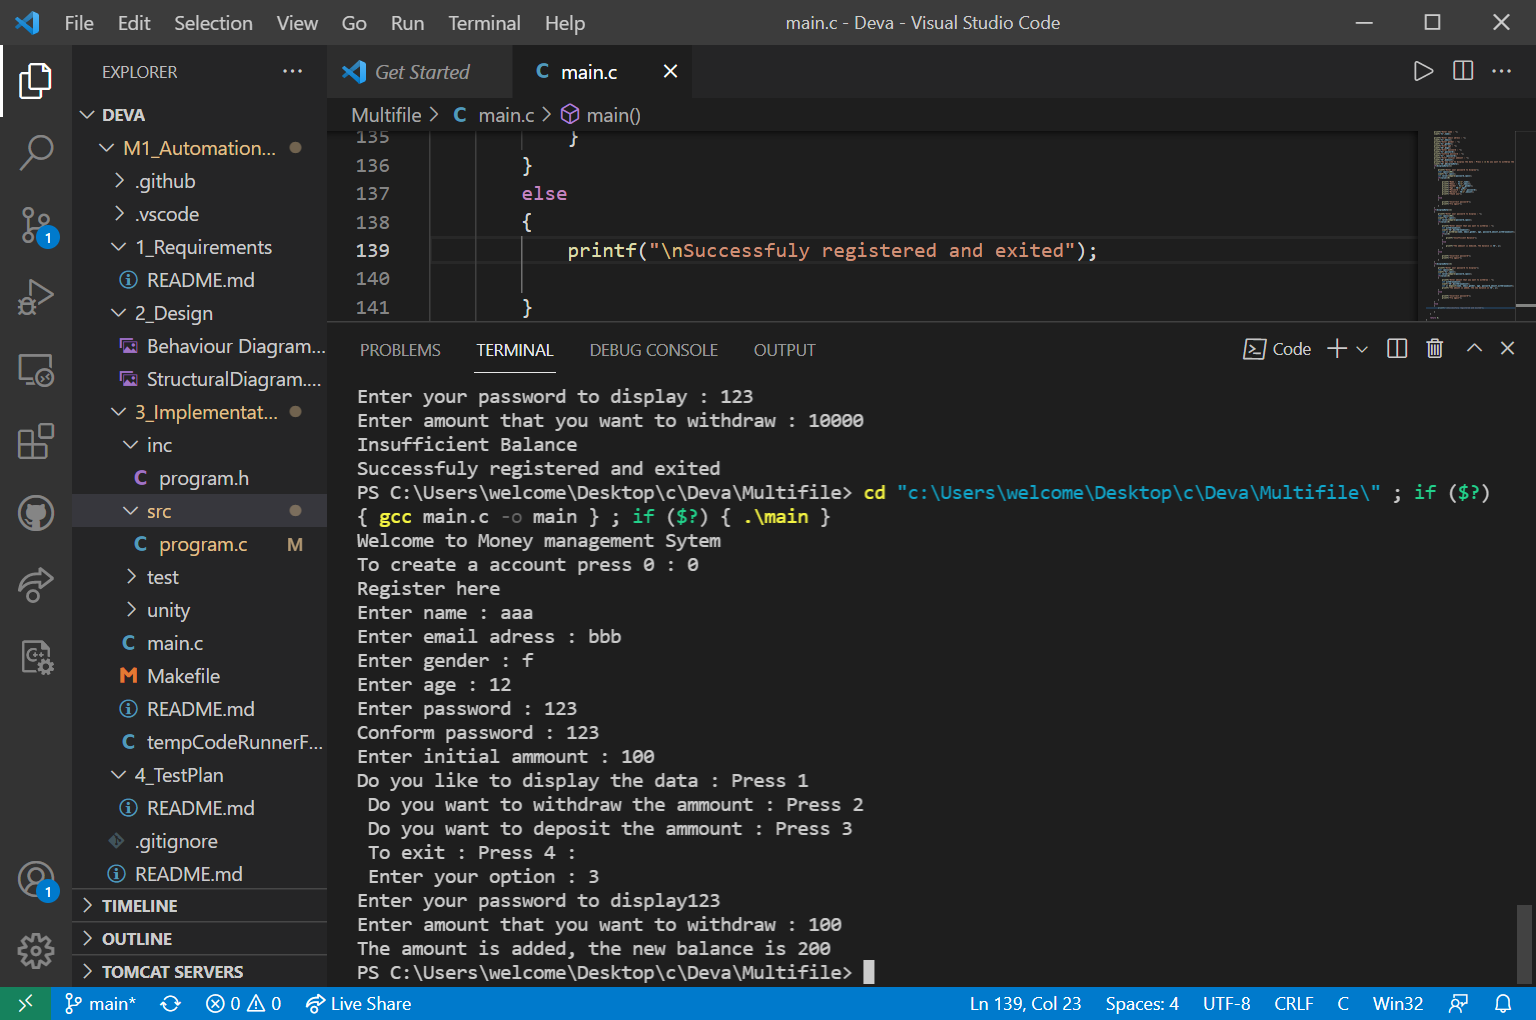 File Edit Selection View Go Run Terminal Help main.c - Deva - Visual Studio Code
EXPLORER
Get Started
C main.c
DEVA
Multifile > C main.c > main()
M1_Automation...
.github
.vscode
1_Requirements
README.md
2_Design
Behaviour Diagram...
StructuralDiagram....
3_Implementat...
inc
C program.h
src
C program.c M
test
unity
C main.c
M Makefile
README.md
C tempCodeRunnerF...
4_TestPlan
README.md
.gitignore
README.md
TIMELINE
OUTLINE
TOMCAT SERVERS
1
1
135 }
136 }
137 else
138 {
139 printf("\nSuccessfuly registered and exited");
140
141 }
PROBLEMS TERMINAL DEBUG CONSOLE OUTPUT Code
Enter your password to display : 123
Enter amount that you want to withdraw : 10000
Insufficient Balance
Successfuly registered and exited
PS C:\Users\welcome\Desktop\c\Deva\Multifile> cd "c:\Users\welcome\Desktop\c\Deva\Multifile\" ; if ($?)
{ gcc main.c -o main } ; if ($?) { .\main }
Welcome to Money management Sytem
To create a account press 0 : 0
Register here
Enter name : aaa
Enter email adress : bbb
Enter gender : f
Enter age : 12
Enter password : 123
Conform password : 123
Enter initial ammount : 100
Do you like to display the data : Press 1
Do you want to withdraw the ammount : Press 2
Do you want to deposit the ammount : Press 3
To exit : Press 4 :
Enter your option : 3
Enter your password to display123
Enter amount that you want to withdraw : 100
The amount is added, the new balance is 200
PS C:\Users\welcome\Desktop\c\Deva\Multifile>
main* 0 0 Live Share Ln 139, Col 23 Spaces: 4 UTF-8 CRLF C Win32